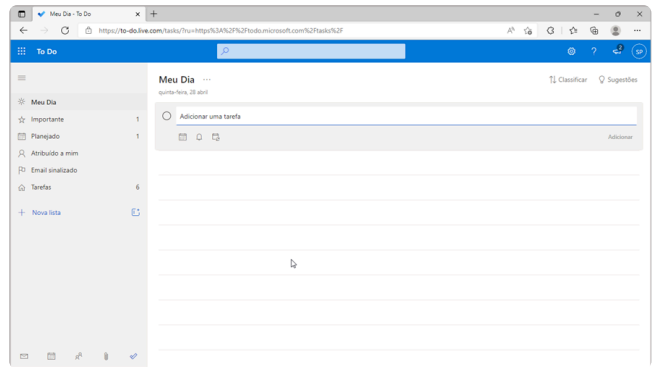 Meu Dia - To Do
https://to-do.live.com/tasks/?ru=https%3A%2F%2Ftodo.microsoft.com%2Ftasks%2F
To Do
2
SP
Meu Dia
Classificar
Sugestões
quinta-feira, 28 abril
Meu Dia
Importante 1
Planejado 1
Atribuído a mim
Email sinalizado
Tarefas 6
Nova lista
Adicionar uma tarefa
Adicionar